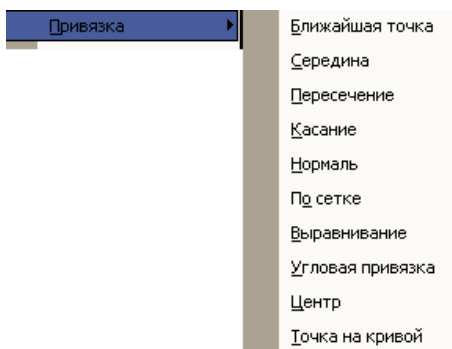 Привязка
Ближайшая точка
Середина
Пересечение
Касание
Нормаль
По сетке
Выравнивание
Угловая привязка
Центр
Точка на кривой